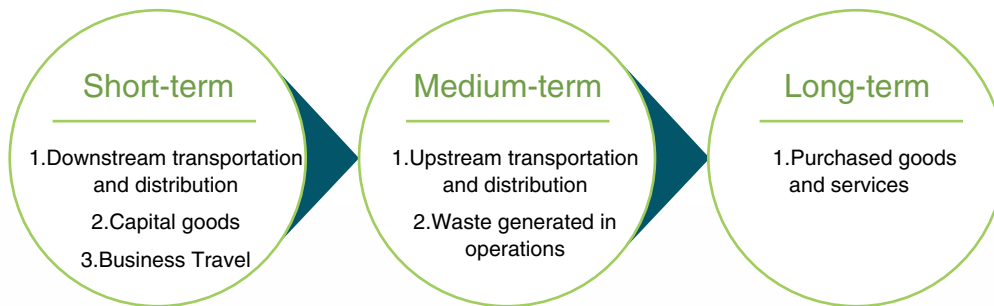 Short-term
1.Downstream transportation
and distribution
2.Capital goods
3.Business Travel
Medium-term
1.Upstream transportation
and distribution
2.Waste generated in
operations
Long-term
1.Purchased goods
and services